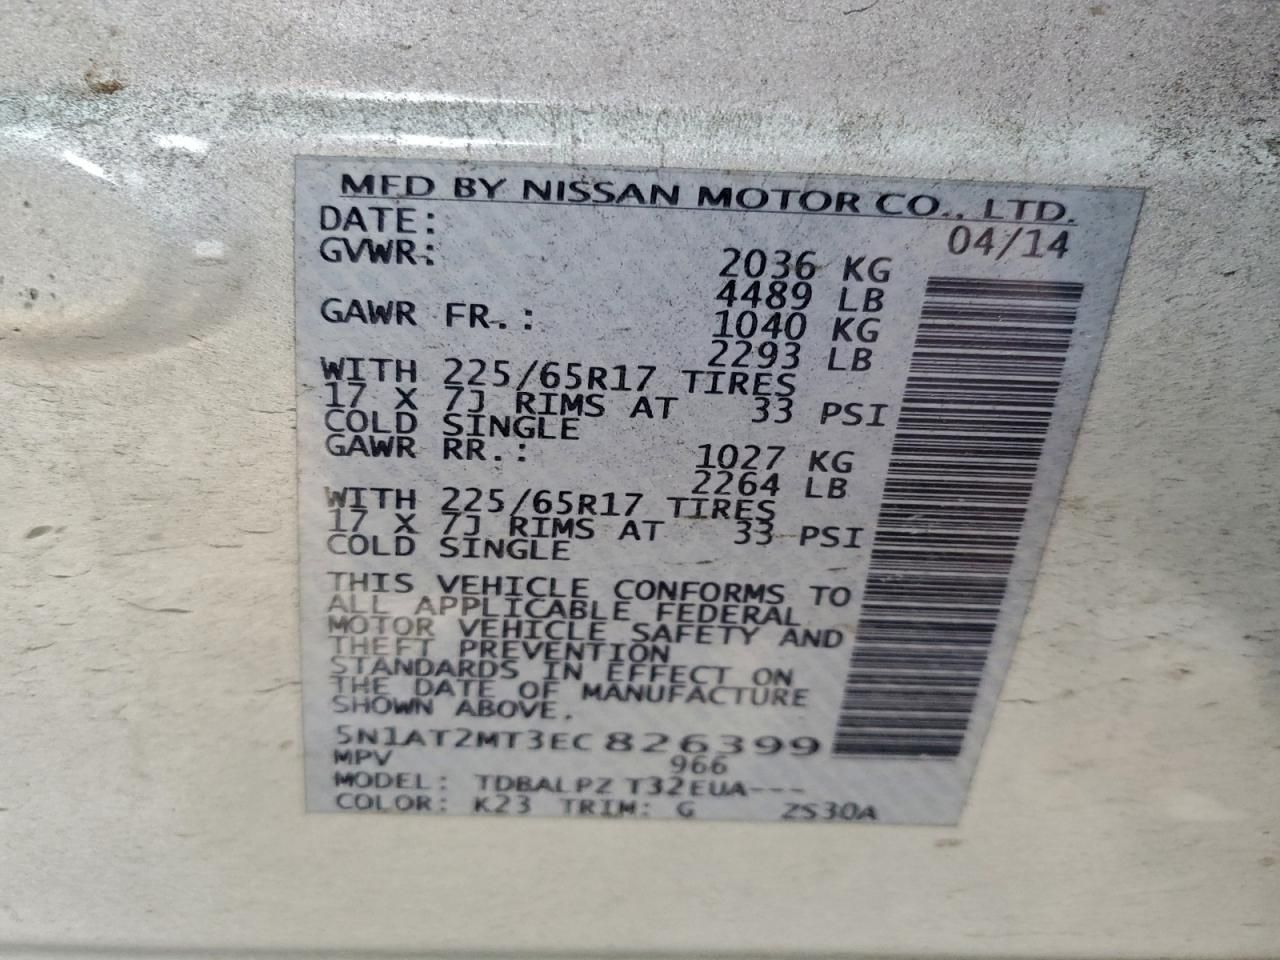 MFD BY NISSAN MOTOR CO., LTD.
DATE: 04/14
GVWR: 2036 KG
4489 LB
GAWR FR.: 1040 KG
2293 LB
WITH 225/65R17 TIRES
17 X 7J RIMS AT 33 PSI
COLD SINGLE
GAWR RR.: 1027 KG
2264 LB
WITH 225/65R17 TIRES
17 X 7J RIMS AT 33 PSI
COLD SINGLE
THIS VEHICLE CONFORMS TO
ALL APPLICABLE FEDERAL
MOTOR VEHICLE SAFETY AND
THEFT PREVENTION
STANDARDS IN EFFECT ON
THE DATE OF MANUFACTURE
SHOWN ABOVE.
5N1AT2MT3EC826399
MPV 966
MODEL: TDBALPZ T32EUA---
COLOR: K23 TRIM: G ZS30A